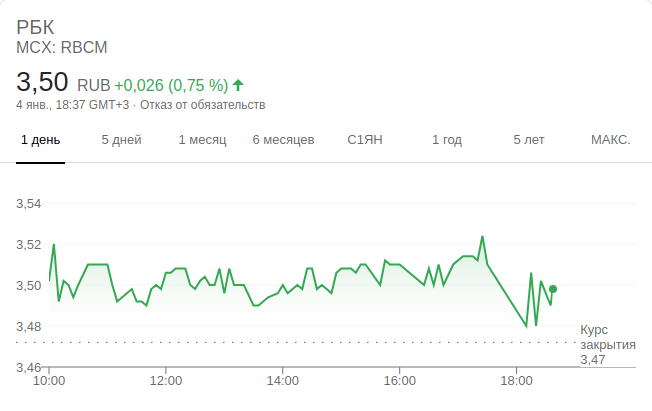 РБК
MCX: RBCM
3,50 RUB +0,026 (0,75 %)
4 янв., 18:37 GMT+3 · Отказ от обязательств
1 день 5 дней 1 месяц 6 месяцев С1ЯН 1 год 5 лет МАКС.
3,54
3,52
3,50
3,48
Курс
закрытия
3,47
3,46
10:00 12:00 14:00 16:00 18:00